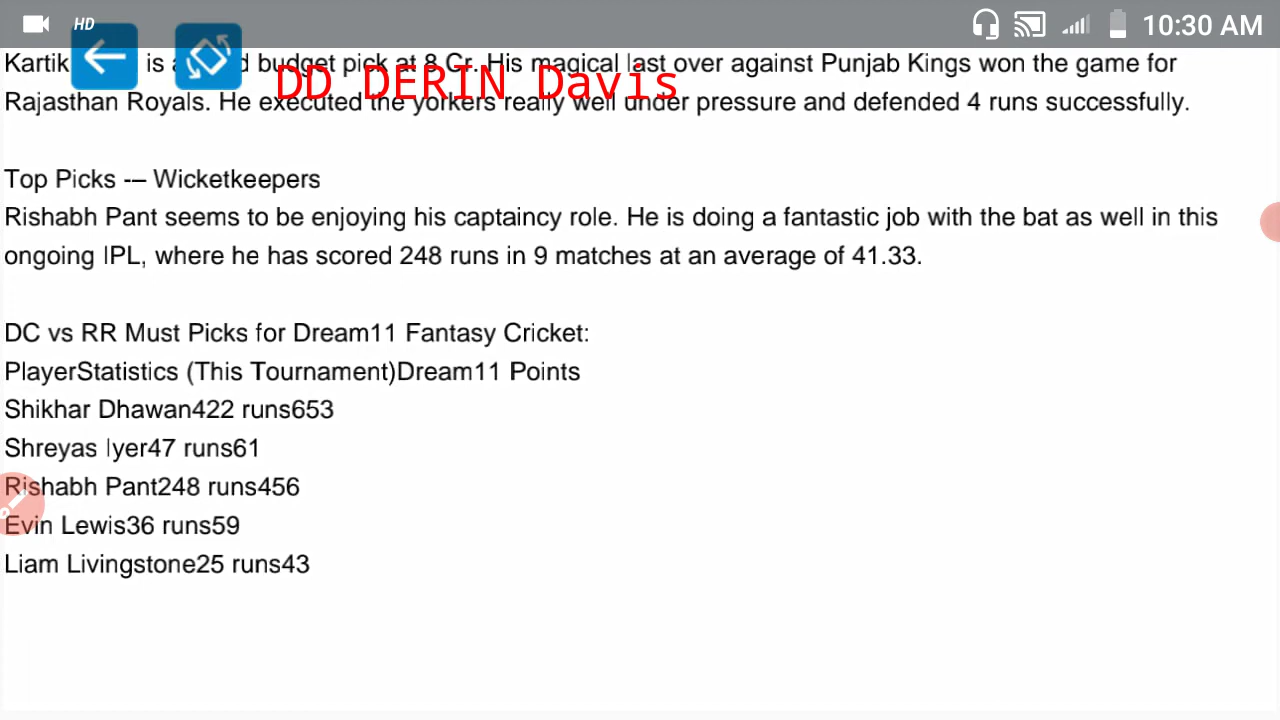 HD
10:30 AM
DD DERIN Davis
Kartik is a budget pick at 8 Cr. His magical last over against Punjab Kings won the game for
Rajasthan Royals. He executed the yorkers really well under pressure and defended 4 runs successfully.
Top Picks -– Wicketkeepers
Rishabh Pant seems to be enjoying his captaincy role. He is doing a fantastic job with the bat as well in this
ongoing IPL, where he has scored 248 runs in 9 matches at an average of 41.33.
DC vs RR Must Picks for Dream11 Fantasy Cricket:
PlayerStatistics (This Tournament)Dream11 Points
Shikhar Dhawan422 runs653
Shreyas Iyer47 runs61
Rishabh Pant248 runs456
Evin Lewis36 runs59
Liam Livingstone25 runs43